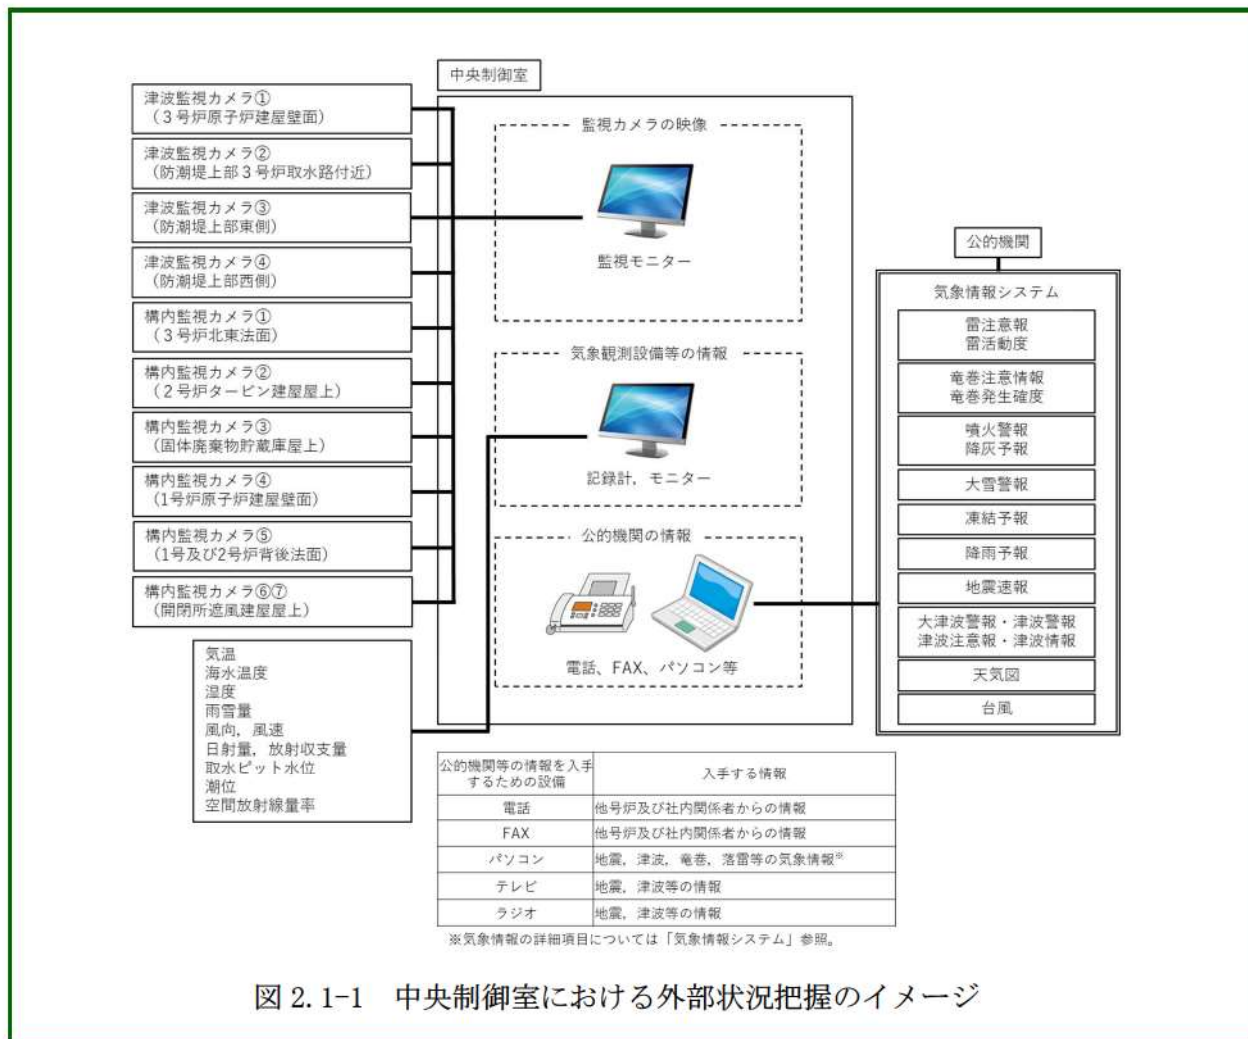 中央制御室
津波監視カメラ①
（３号炉原子炉建屋壁面）
津波監視カメラ②
（防潮堤上部３号炉取水路付近）
津波監視カメラ③
（防潮堤上部東側）
津波監視カメラ④
（防潮堤上部西側）
構内監視カメラ①
（３号炉北東法面）
構内監視カメラ②
（２号炉タービン建屋屋上）
構内監視カメラ③
（固体廃棄物貯蔵庫屋上）
構内監視カメラ④
（1号炉原子炉建屋壁面）
構内監視カメラ⑤
（1号及び2号炉背後法面）
構内監視カメラ⑥⑦
（開閉所遮風建屋屋上）
気温
海水温度
湿度
雨雪量
風向，風速
日射量，放射収支量
取水ピット水位
潮位
空間放射線量率
監視カメラの映像
監視モニター
気象観測設備等の情報
記録計，モニター
公的機関の情報
電話、FAX、パソコン等
公的機関
気象情報システム
雷注意報
雷活動度
竜巻注意情報
竜巻発生確度
噴火警報
降灰予報
大雪警報
凍結予報
降雨予報
地震速報
大津波警報・津波警報
津波注意報・津波情報
天気図
台風
公的機関等の情報を入手
するための設備
入手する情報
電話
他号炉及び社内関係者からの情報
FAX
他号炉及び社内関係者からの情報
パソコン
地震，津波，竜巻，落雷等の気象情報※
テレビ
地震，津波等の情報
ラジオ
地震，津波等の情報
※気象情報の詳細項目については「気象情報システム」参照。
図 2.1-1　中央制御室における外部状況把握のイメージ